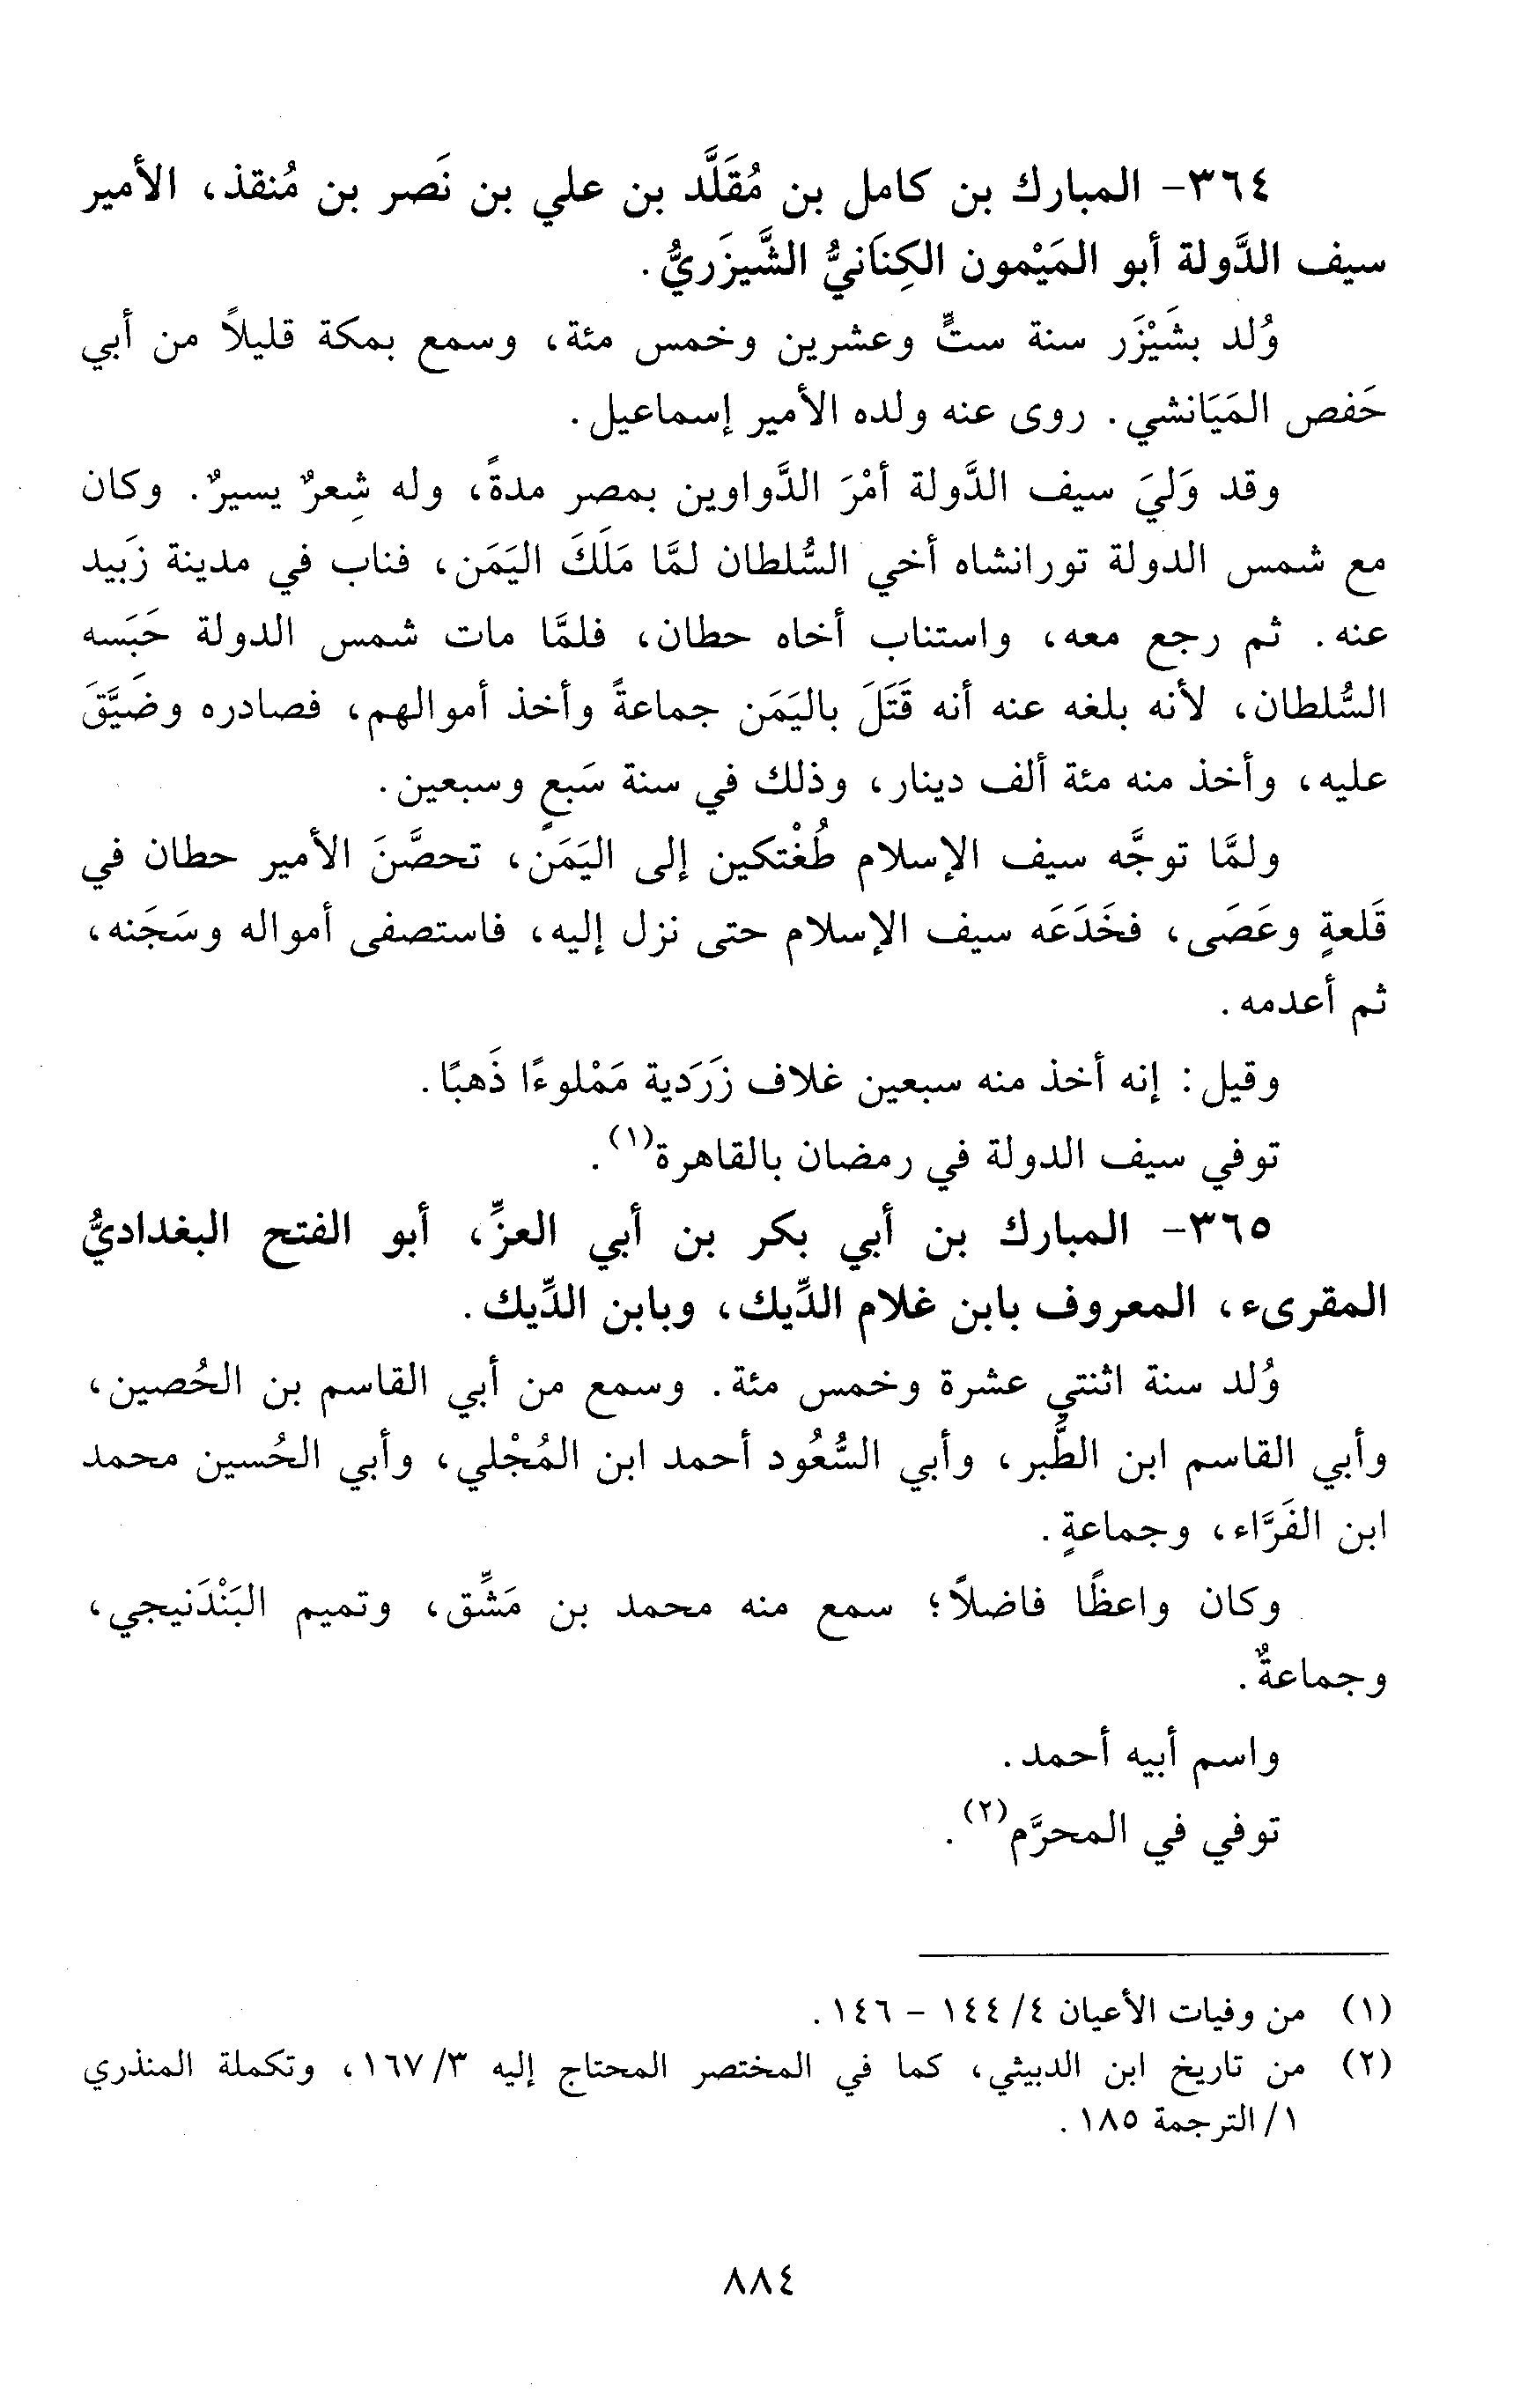 ٣٦٤- المبارك بن كامل بن مُقَلَّد بن علي بن نَصر بن مُنقذ، الأمير
سيف الدَّولة أبو المَيْمون الكِنَانيُّ الشَّيزَريُّ.
وُلد بشَيْزَر سنة ستٍّ وعشرين وخمس مئة، وسمع بمكة قليلاً من أبي
حَفص المَيَانشي. روى عنه ولده الأمير إسماعيل.
وقد وَليَ سيف الدَّولة أمْرَ الدَّواوين بمصر مدةً، وله شِعرٌ يسيرٌ. وكان
مع شمس الدولة تورانشاه أخي السُّلطان لمَّا مَلَكَ اليَمَن، فناب في مدينة زَبيد
عنه. ثم رجع معه، واستناب أخاه حطان، فلمَّا مات شمس الدولة حَبَسه
السُّلطان، لأنه بلغه عنه أنه قَتَلَ باليَمَن جماعةً وأخذ أموالهم، فصادره وضَيَّقَ
عليه، وأخذ منه مئة ألف دينار، وذلك في سنة سَبعٍ وسبعين.
ولمَّا توجَّه سيف الإسلام طُغْتكين إلى اليَمَن، تحصَّنَ الأمير حطان في
قَلعةٍ وعَصَى، فخَدَعَه سيف الإسلام حتى نزل إليه، فاستصفى أمواله وسَجَنه،
ثم أعدمه.
وقيل: إنه أخذ منه سبعين غلاف زَرَدية مَمْلوءًا ذَهبًا.
توفي سيف الدولة في رمضان بالقاهرة(١).
٣٦٥- المبارك بن أبي بكر بن أبي العزِّ، أبو الفتح البغداديُّ
المقرىء، المعروف بابن غلام الدِّيك، وبابن الدِّيك.
وُلد سنة اثنتي عشرة وخمس مئة. وسمع من أبي القاسم بن الحُصين،
وأبي القاسم ابن الطَّبر، وأبي السُّعُود أحمد ابن المُجْلي، وأبي الحُسين محمد
ابن الفَرَّاء، وجماعةٍ.
وكان واعظًا فاضلاً؛ سمع منه محمد بن مَشِّق، وتميم البَنْدَنيجي،
وجماعةٌ.
واسم أبيه أحمد.
توفي في المحرَّم(٢).
(١) من وفيات الأعيان ٤/ ١٤٤ - ١٤٦.
(٢) من تاريخ ابن الدبيثي، كما في المختصر المحتاج إليه ٣/ ١٦٧، وتكملة المنذري
١/ الترجمة ١٨٥.
٨٨٤